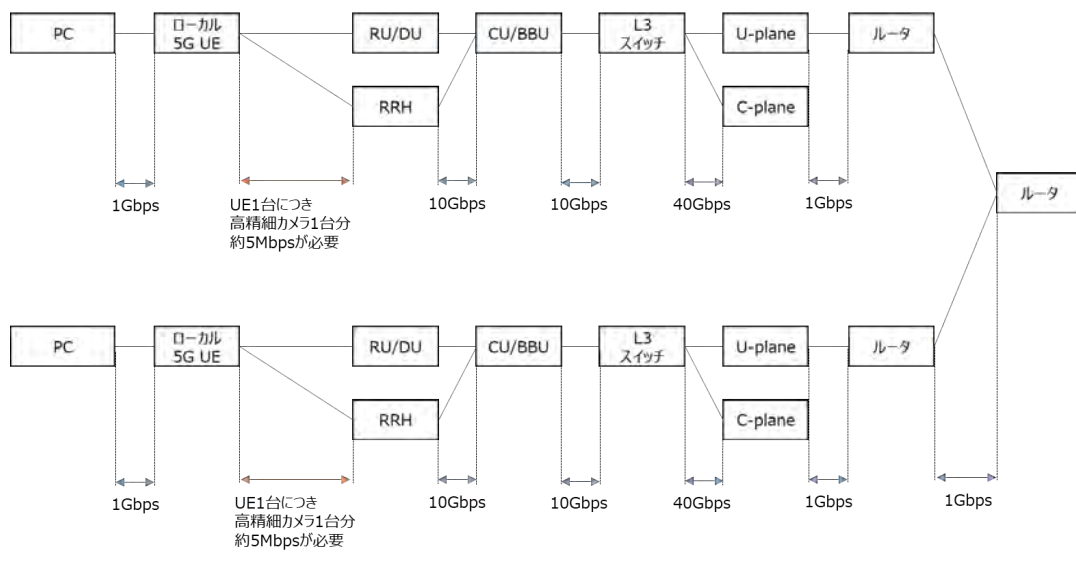 PC
ローカル
5G UE
RU/DU
CU/BBU
L3
スイッチ
U-plane
ルータ
RRH
C-plane
1Gbps
UE1台につき
高精細カメラ1台分
約5Mbpsが必要
10Gbps
10Gbps
40Gbps
1Gbps
ルータ
PC
ローカル
5G UE
RU/DU
CU/BBU
L3
スイッチ
U-plane
ルータ
RRH
C-plane
1Gbps
UE1台につき
高精細カメラ1台分
約5Mbpsが必要
10Gbps
10Gbps
40Gbps
1Gbps
1Gbps